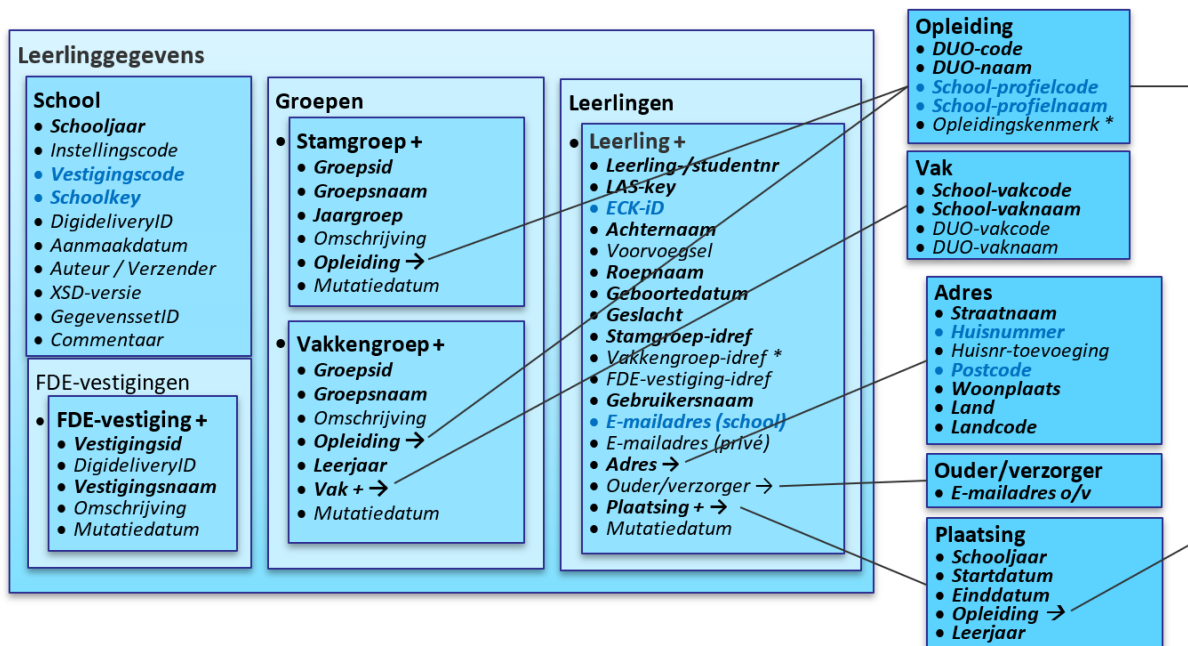 Leerlinggegevens
School
• Schooljaar
• Instellingscode
• Vestigingscode
• Schoolkey
• DigideliveryID
• Aanmaakdatum
• Auteur / Verzender
• XSD-versie
• GegevenssetID
• Commentaar
FDE-vestigingen
• FDE-vestiging +
• Vestigingsid
• DigideliveryID
• Vestigingsnaam
• Omschrijving
• Mutatiedatum
Groepen
• Stamgroep +
• Groepsid
• Groepsnaam
• Jaargroep
• Omschrijving
• Opleiding →
• Mutatiedatum
• Vakkengroep +
• Groepsid
• Groepsnaam
• Omschrijving
• Opleiding →
• Leerjaar
• Vak + →
• Mutatiedatum
Leerlingen
• Leerling +
• Leerling-/studentnr
• LAS-key
• ECK-iD
• Achternaam
• Voorvoegsel
• Roepnaam
• Geboortedatum
• Geslacht
• Stamgroep-idref
• Vakkengroep-idref *
• FDE-vestiging-idref
• Gebruikersnaam
• E-mailadres (school)
• E-mailadres (privé)
• Adres →
• Ouder/verzorger →
• Plaatsing + →
• Mutatiedatum
Opleiding
• DUO-code
• DUO-naam
• School-profielcode
• School-profielnaam
• Opleidingskenmerk *
Vak
• School-vakcode
• School-vaknaam
• DUO-vakcode
• DUO-vaknaam
Adres
• Straatnaam
• Huisnummer
• Huisnr-toevoeging
• Postcode
• Woonplaats
• Land
• Landcode
Ouder/verzorger
• E-mailadres o/v
Plaatsing
• Schooljaar
• Startdatum
• Einddatum
• Opleiding →
• Leerjaar